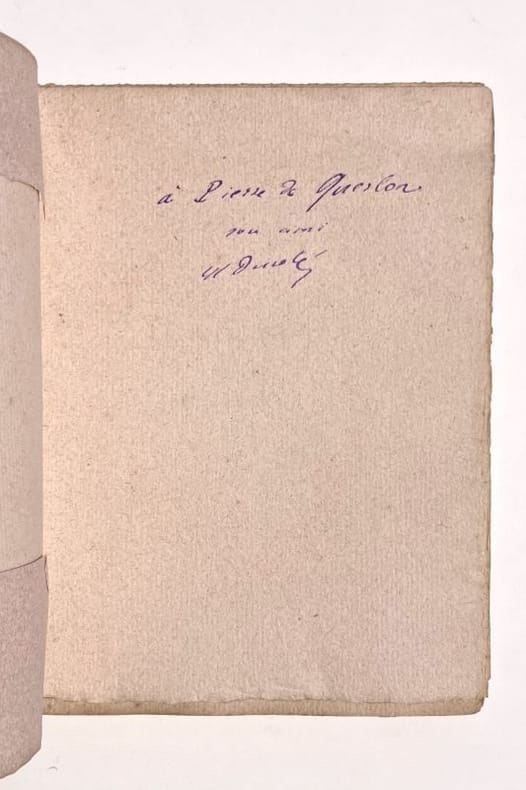 à Pierre de Querlon
son ami